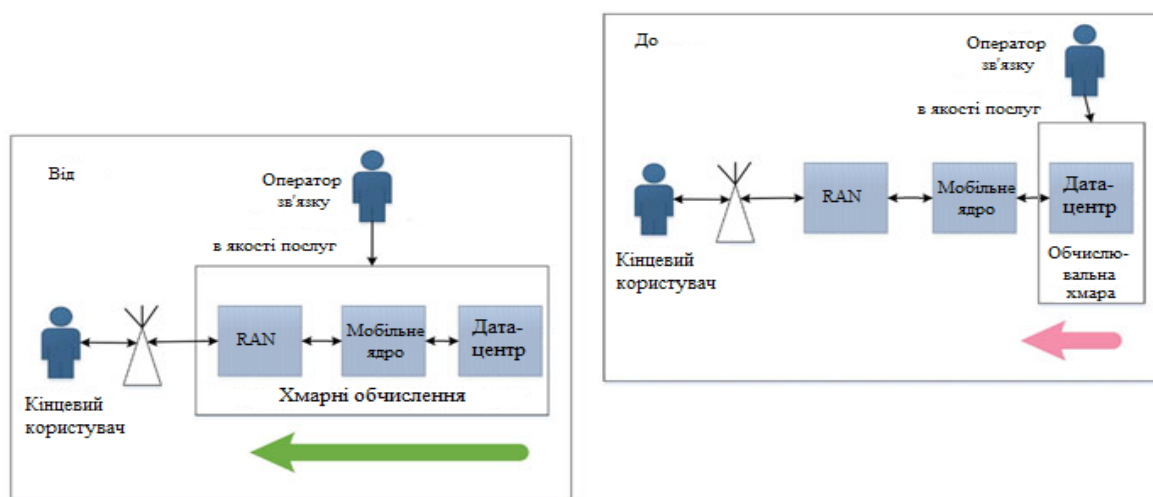 Від
Оператор
зв'язку
в якості послуг
RAN
Мобільне
ядро
Дата-
центр
Хмарні обчислення
Кінцевий
користувач
До
Оператор
зв'язку
в якості послуг
RAN
Мобільне
ядро
Дата-
центр
Обчислю-
вальна
хмара
Кінцевий
користувач